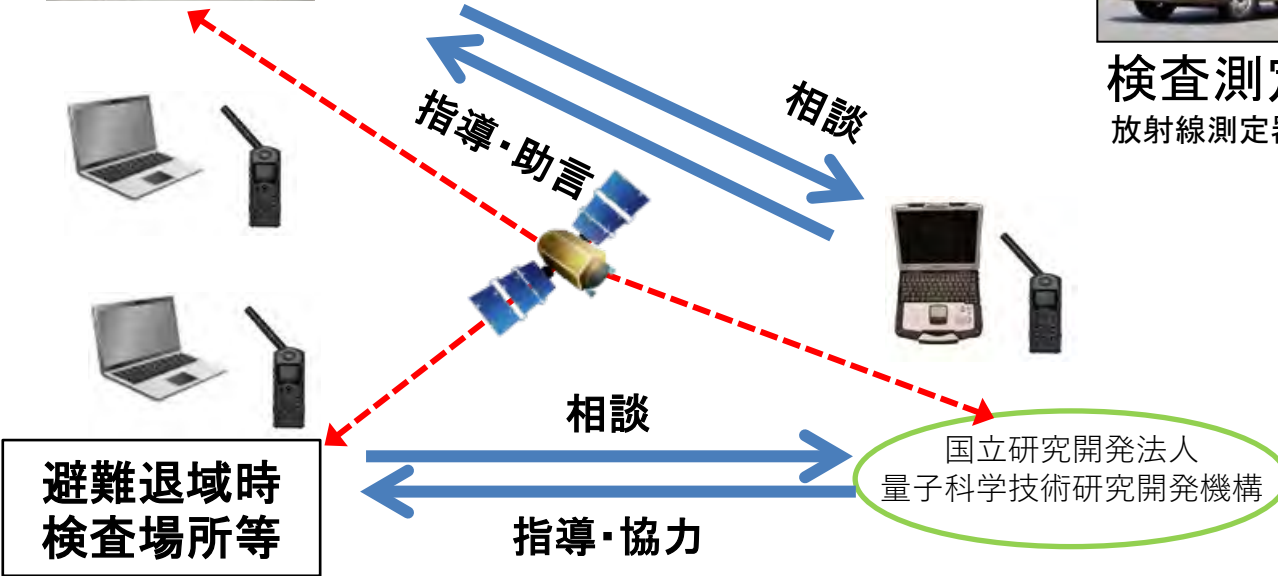 相談
指導・助言
検査測定
放射線測定器
相談
国立研究開発法人
量子科学技術研究開発機構
避難退域時
検査場所等
指導・協力